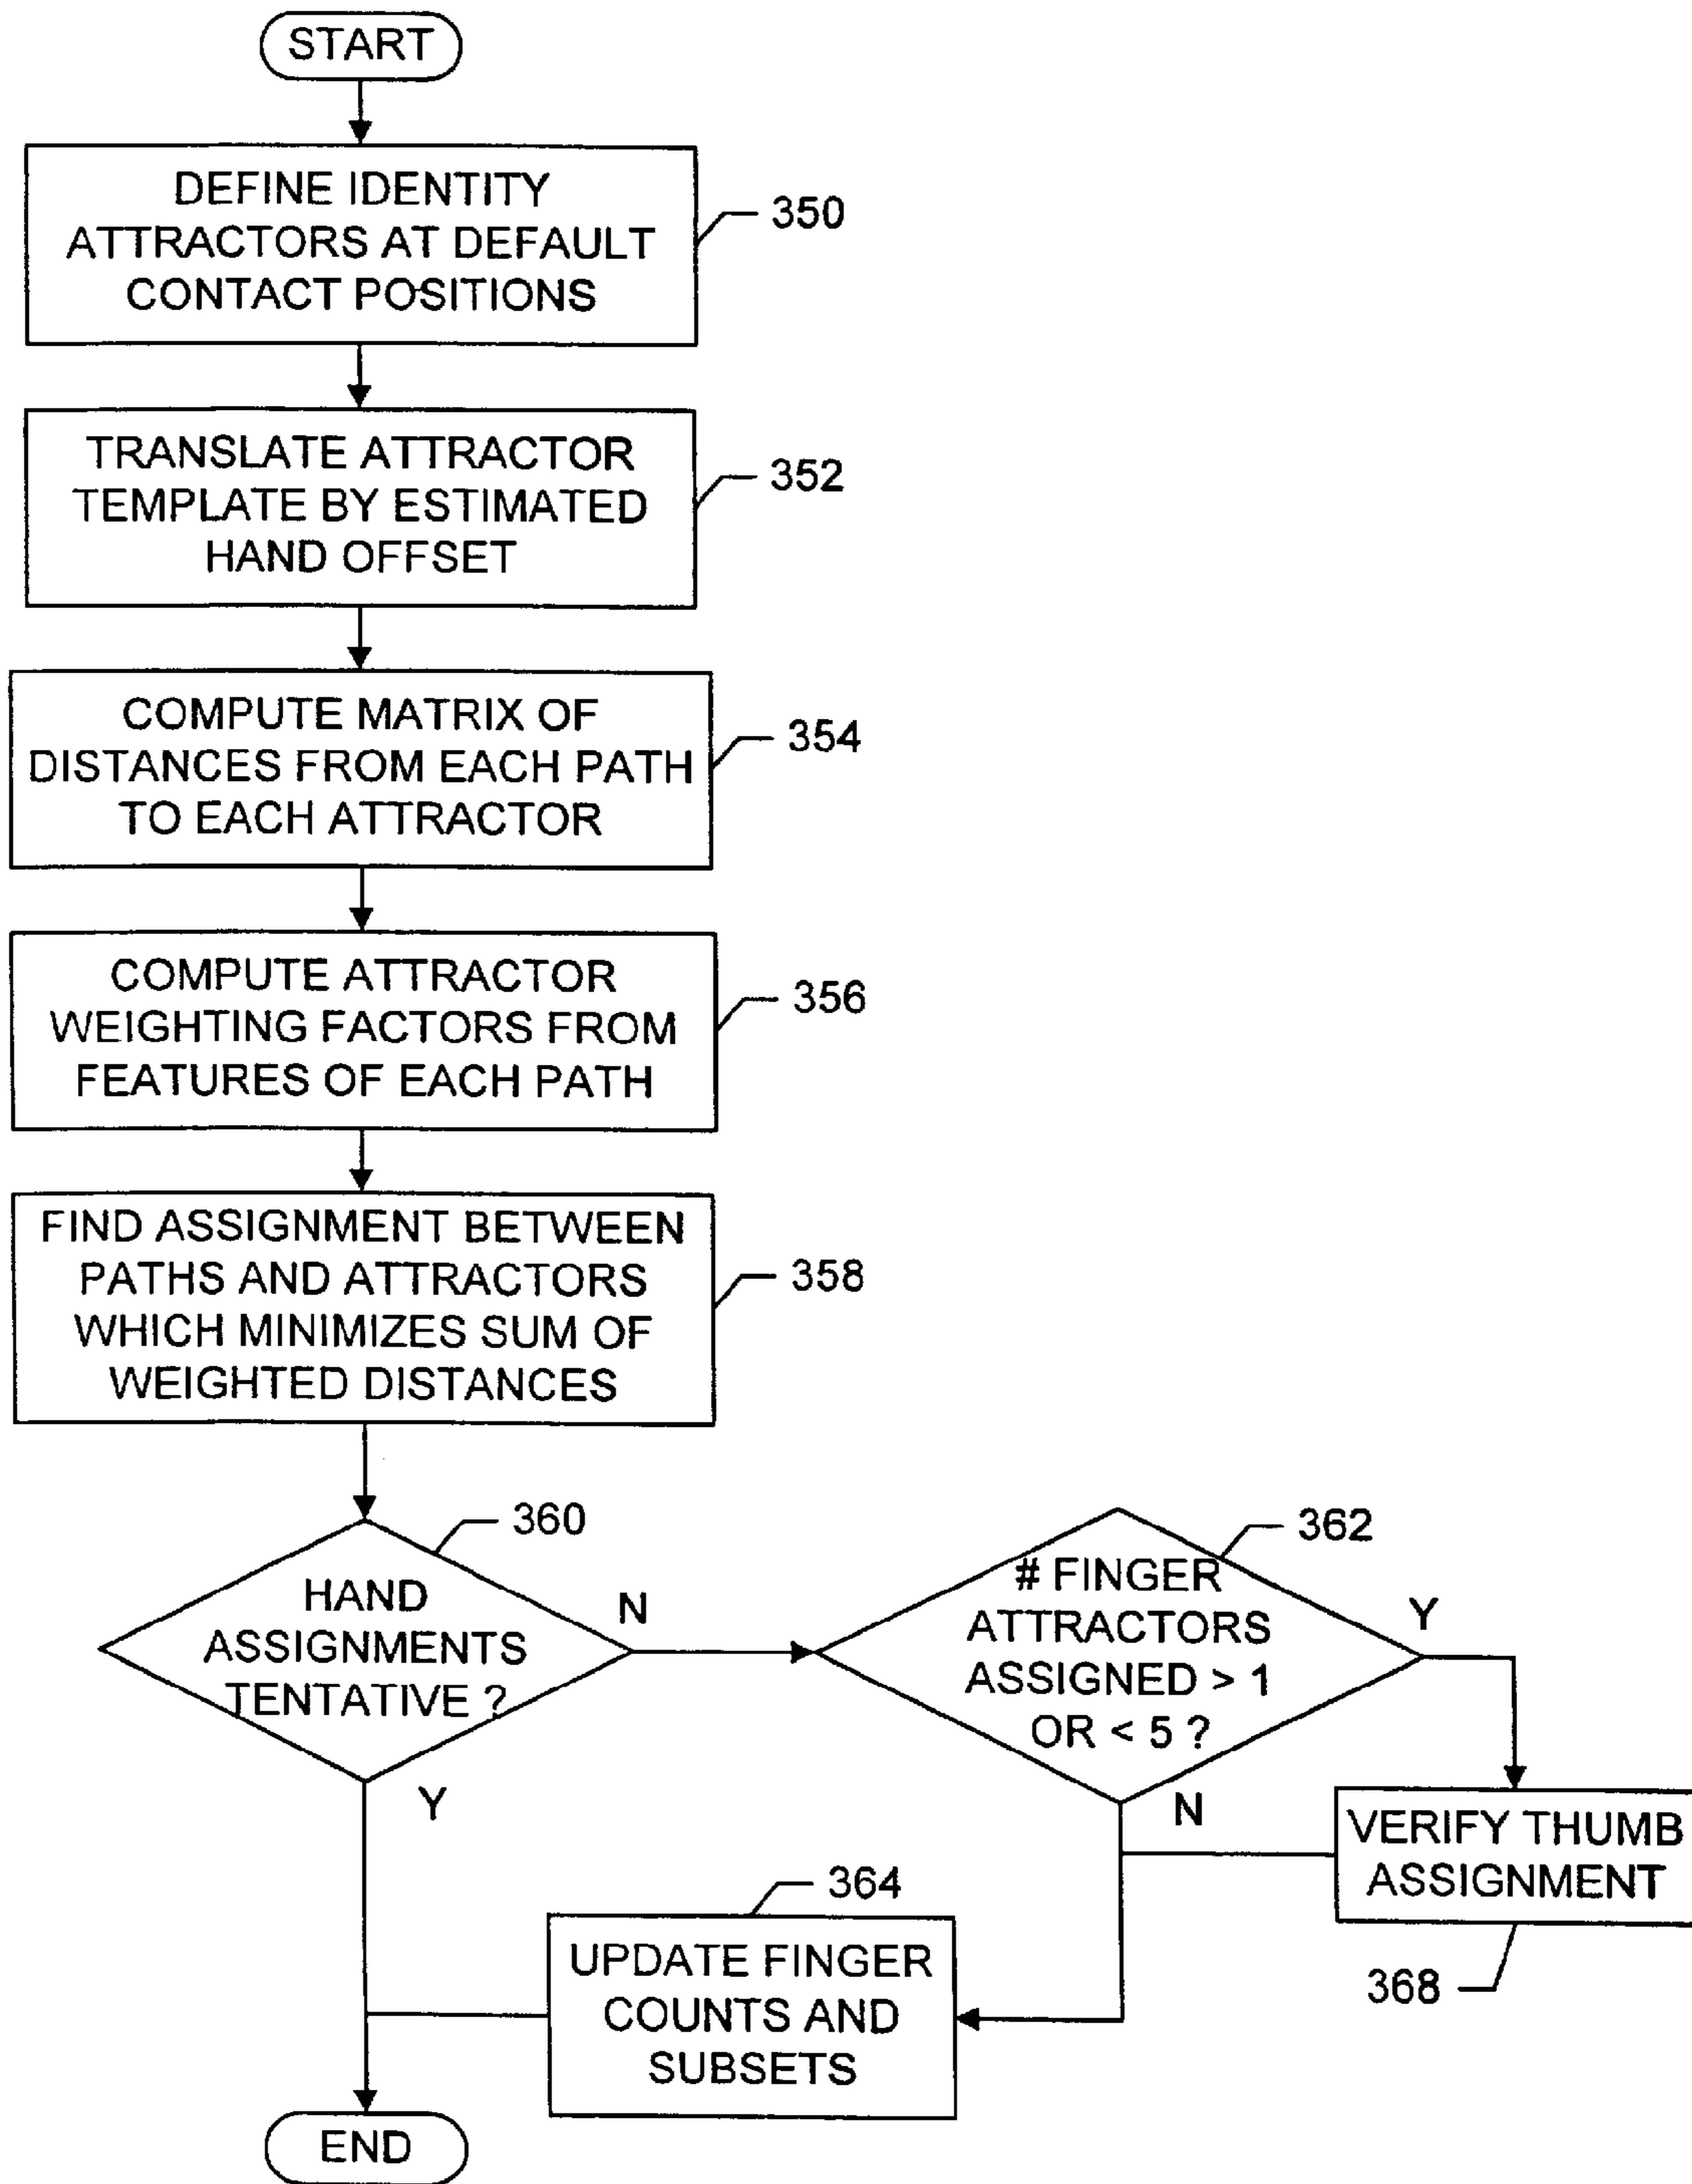 START
DEFINE IDENTITY
ATTRACTORS AT DEFAULT
CONTACT POSITIONS
350
TRANSLATE ATTRACTOR
TEMPLATE BY ESTIMATED
HAND OFFSET
352
COMPUTE MATRIX OF
DISTANCES FROM EACH PATH
TO EACH ATTRACTOR
354
COMPUTE ATTRACTOR
WEIGHTING FACTORS FROM
FEATURES OF EACH PATH
356
FIND ASSIGNMENT BETWEEN
PATHS AND ATTRACTORS
WHICH MINIMIZES SUM OF
WEIGHTED DISTANCES
358
HAND
ASSIGNMENTS
TENTATIVE ?
360
N
Y
# FINGER
ATTRACTORS
ASSIGNED > 1
OR < 5 ?
362
Y
N
VERIFY THUMB
ASSIGNMENT
368
UPDATE FINGER
COUNTS AND
SUBSETS
364
END